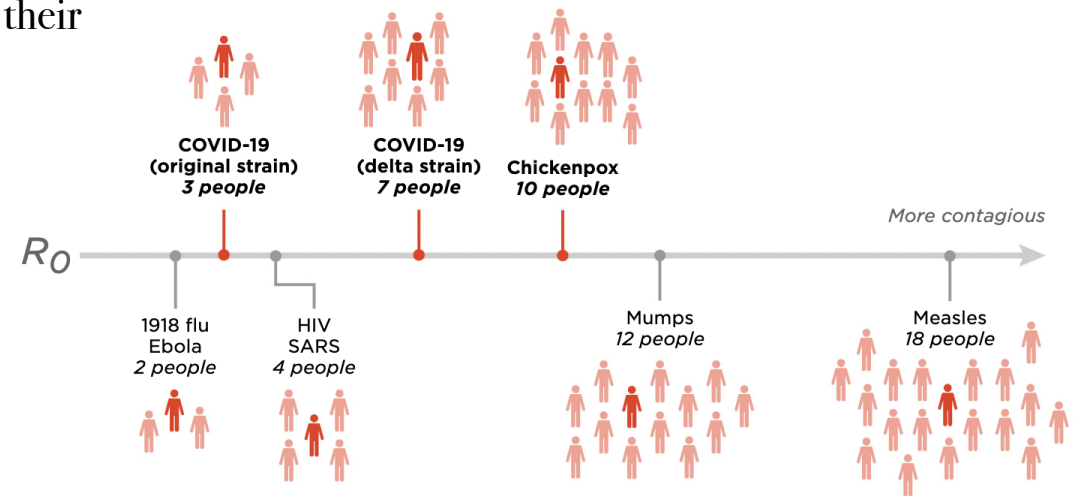 their
COVID-19
(original strain)
3 people
COVID-19
(delta strain)
7 people
Chickenpox
10 people
More contagious
R0
1918 flu
Ebola
2 people
HIV
SARS
4 people
Mumps
12 people
Measles
18 people